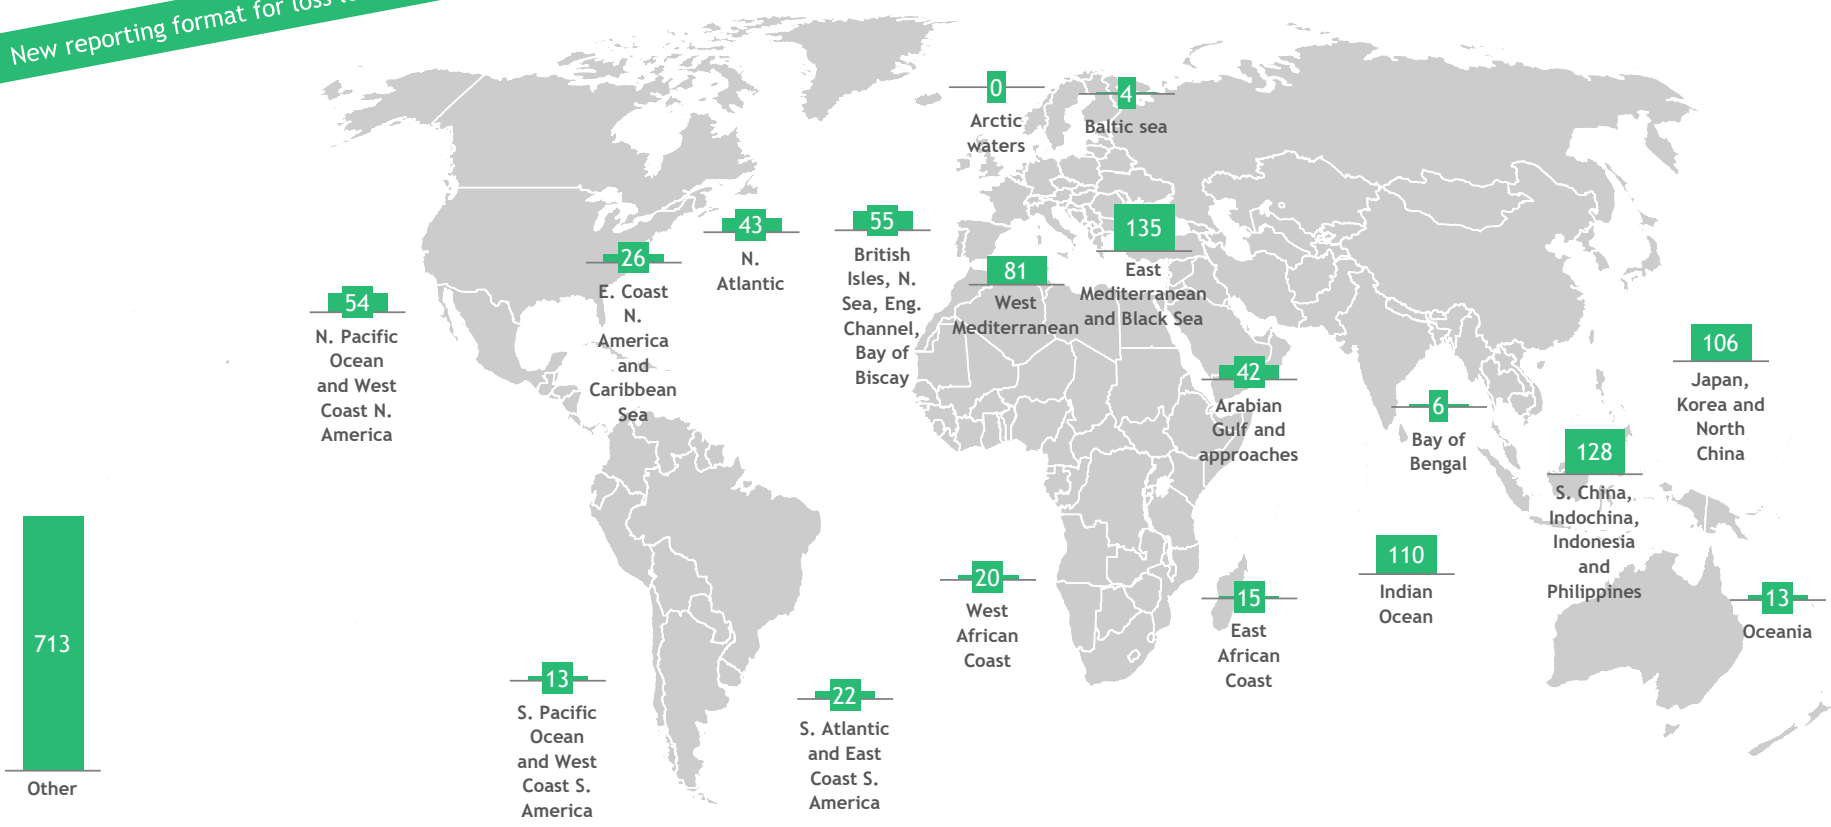 New reporting format for loss
0
Arctic
waters
4
Baltic sea
43
N.
Atlantic
55
British
Isles, N.
Sea, Eng.
Channel,
Bay of
Biscay
135
East
Mediterranean
and Black Sea
26
E. Coast
N.
America
and
Caribbean
Sea
81
West
Mediterranean
54
N. Pacific
Ocean
and West
Coast N.
America
106
Japan,
Korea and
North
China
42
Arabian
Gulf and
approaches
6
Bay of
Bengal
128
S. China,
Indochina,
Indonesia
and
Philippines
110
Indian
Ocean
20
West
African
Coast
15
East
African
Coast
13
Oceania
713
Other
13
S. Pacific
Ocean
and West
Coast S.
America
22
S. Atlantic
and East
Coast S.
America